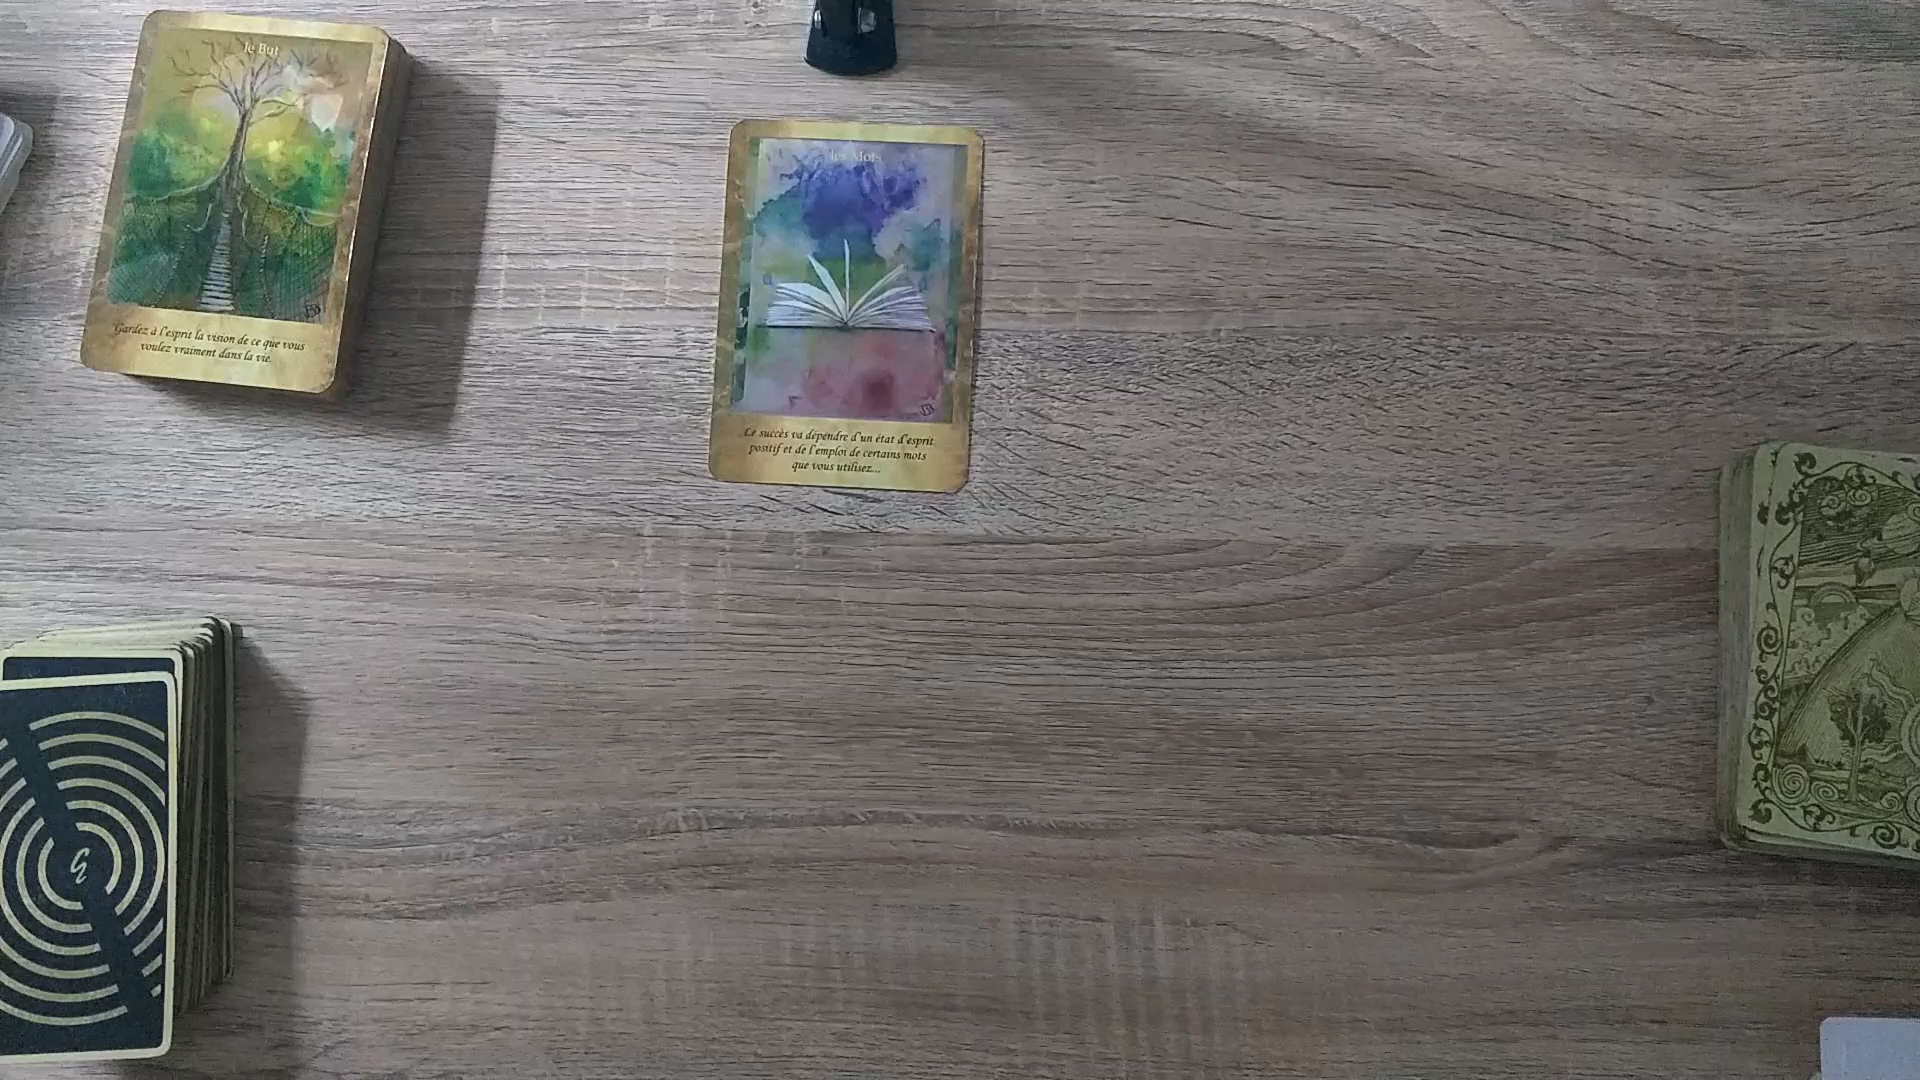 le But
Gardez à l'esprit la vision de ce que vous
voulez vraiment dans la vie.
les Mots
Le succès va dépendre d'un état d'esprit
positif et de l'emploi de certains mots
que vous utilisez...